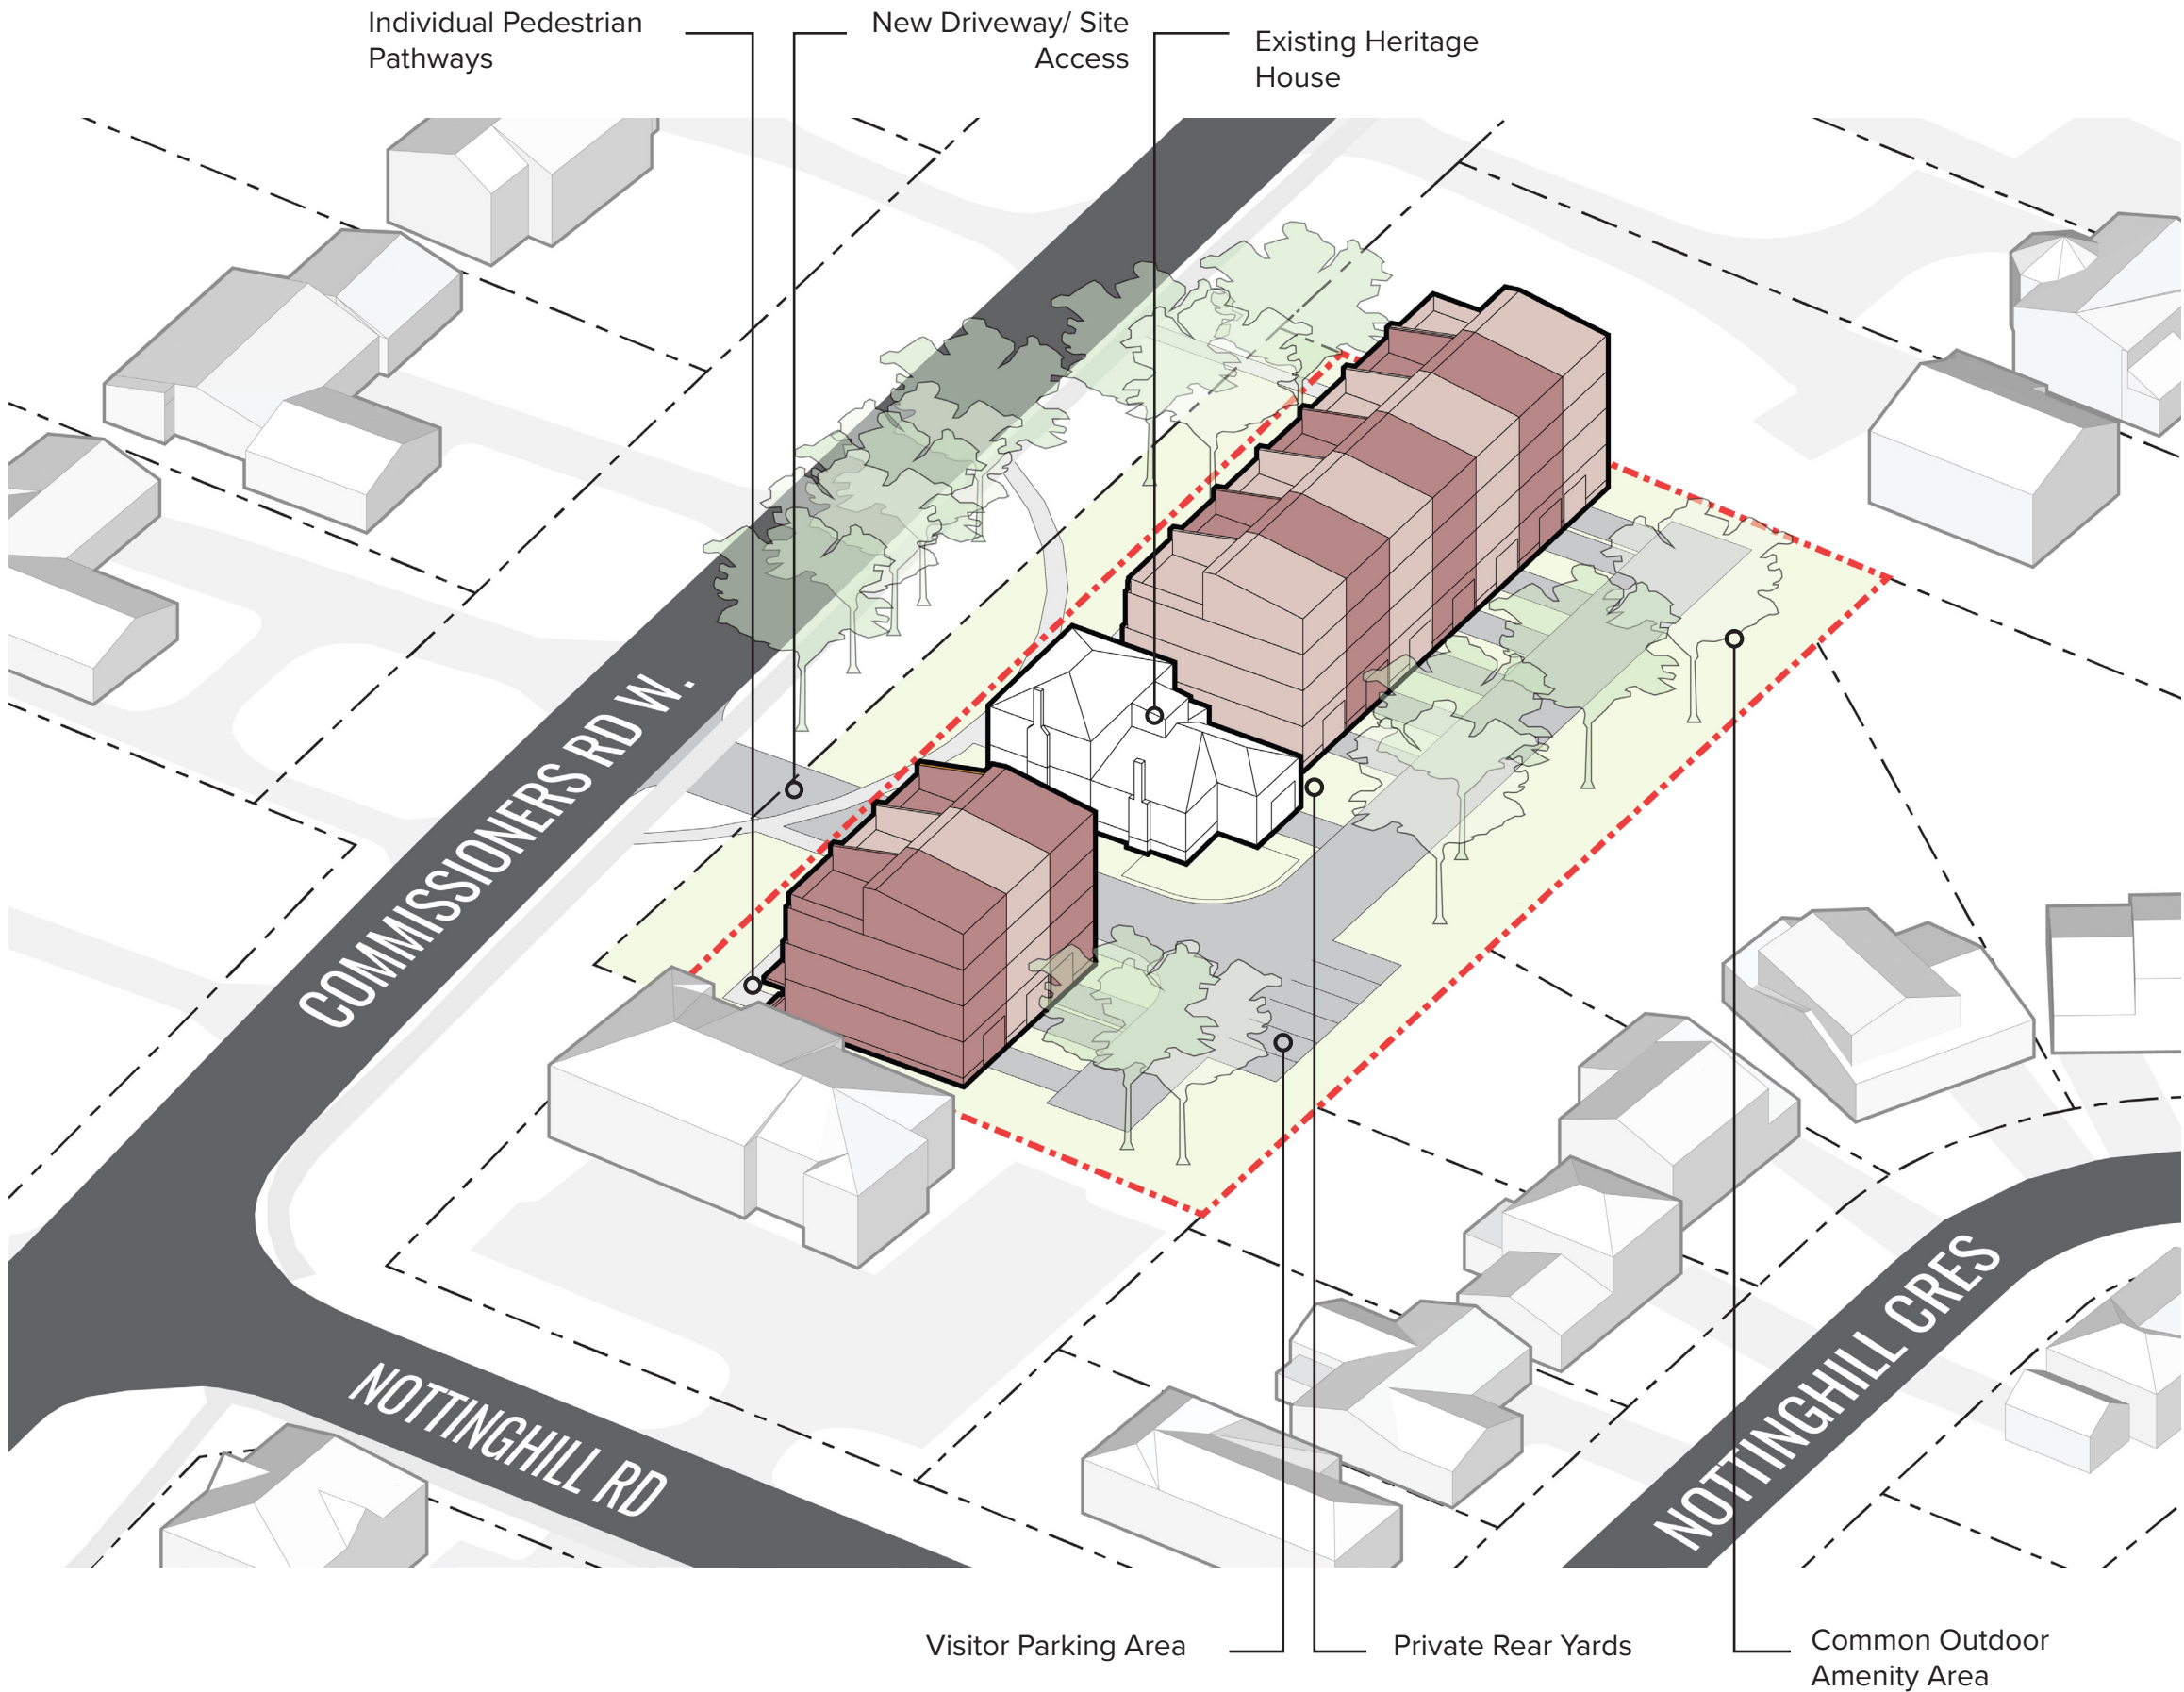 Individual Pedestrian
Pathways
New Driveway/ Site
Access
Existing Heritage
House
COMMISSIONERS RD W.
NOTTINGHILL RD
NOTTINGHILL CRES
Visitor Parking Area
Private Rear Yards
Common Outdoor
Amenity Area